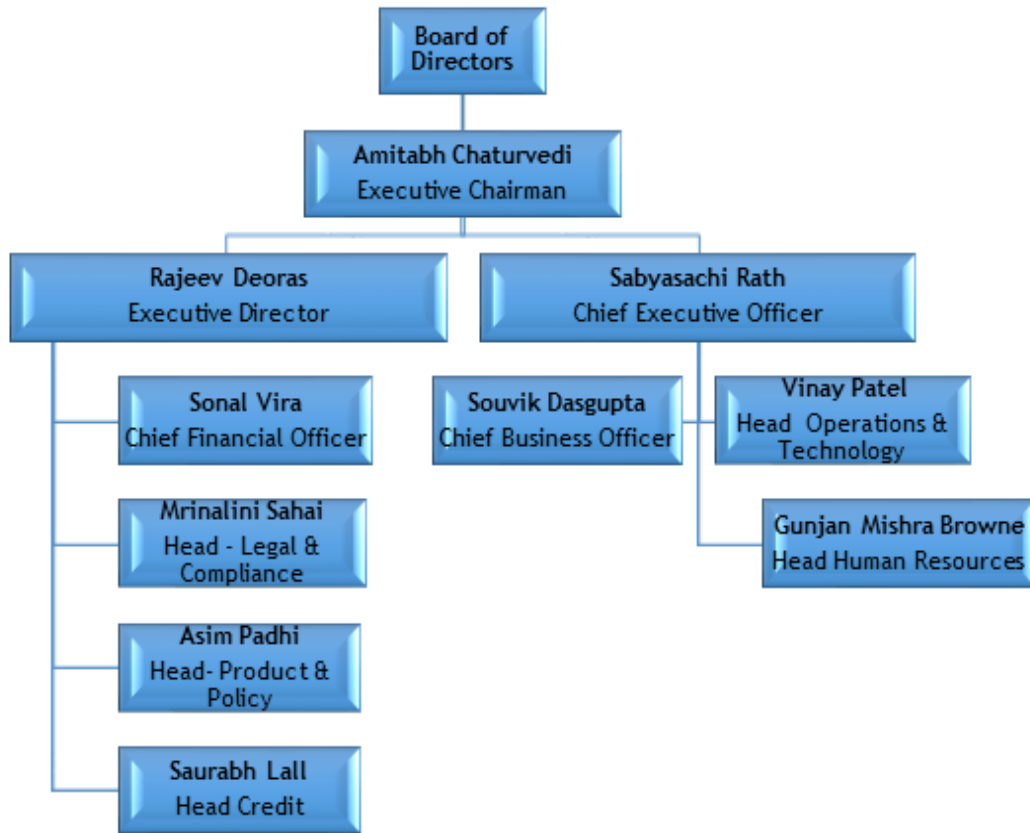 Board of
Directors
Amitabh Chaturvedi
Executive Chairman
Rajeev Deoras
Executive Director
Sabyasachi Rath
Chief Executive Officer
Sonal Vira
Chief Financial Officer
Souvik Dasgupta
Chief Business Officer
Vinay Patel
Head Operations &
Technology
Mrinalini Sahai
Head - Legal &
Compliance
Gunjan Mishra Browne
Head Human Resources
Asim Padhi
Head- Product &
Policy
Saurabh Lall
Head Credit